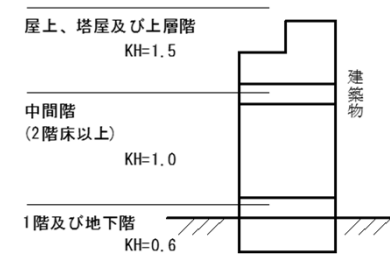 屋上、塔屋及び上層階
KH=1.5
建築物
中間階
(2階床以上)
KH=1.0
1階及び地下階
KH=0.6